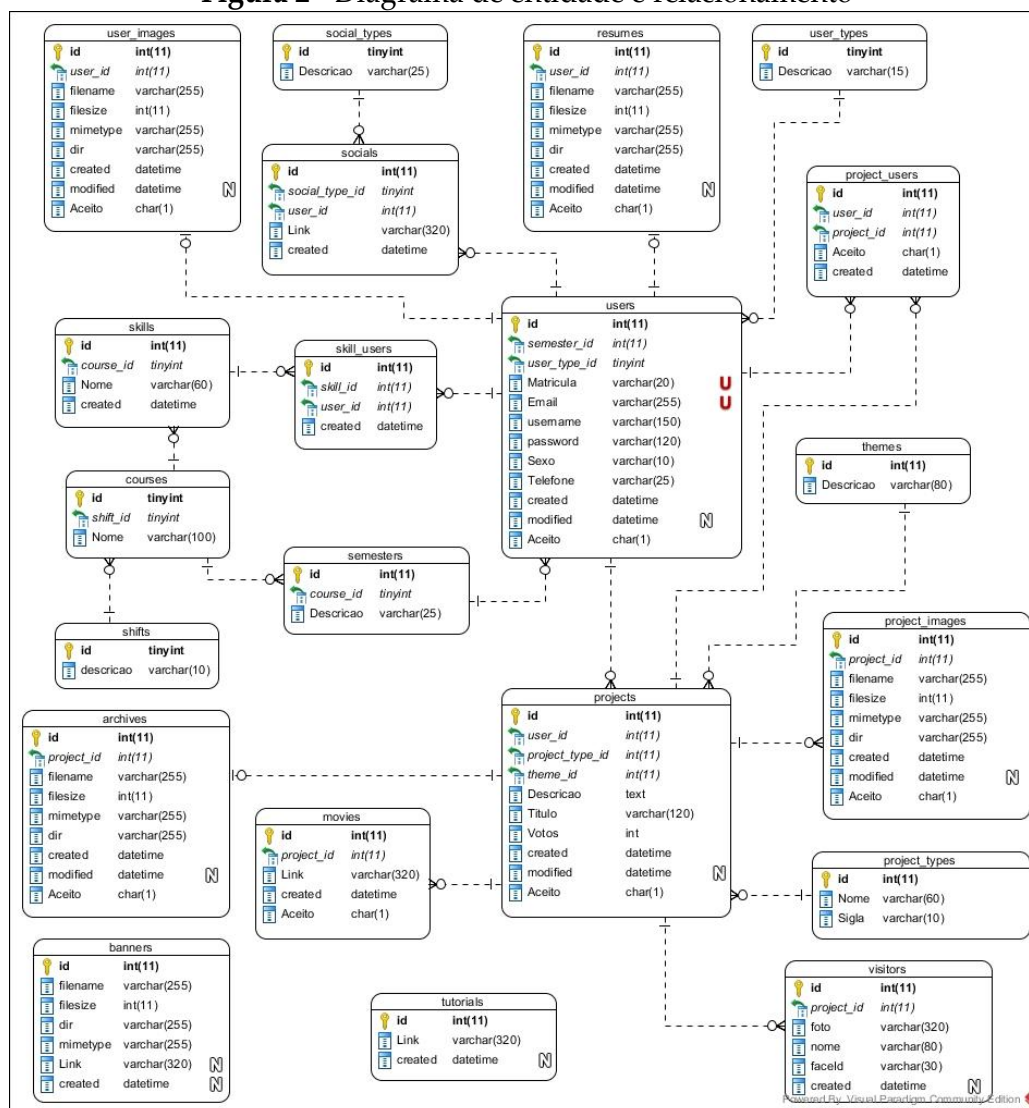 Figura 2 - Diagrama de entidade e relacionamento
user_images
id int(11)
user_id int(11)
filename varchar(255)
filesize int(11)
mimetype varchar(255)
dir varchar(255)
created datetime
modified datetime N
Aceito char(1)
social_types
id tinyint
Descricao varchar(25)
resumes
id int(11)
user_id int(11)
filename varchar(255)
filesize int(11)
mimetype varchar(255)
dir varchar(255)
created datetime
modified datetime N
Aceito char(1)
user_types
id tinyint
Descricao varchar(15)
socials
id int(11)
social_type_id tinyint
user_id int(11)
Link varchar(320)
created datetime
project_users
id int(11)
user_id int(11)
project_id int(11)
Aceito char(1)
created datetime
users
id int(11)
semester_id int(11)
user_type_id tinyint
Matricula varchar(20) U
Email varchar(255) U
username varchar(150)
password varchar(120)
Sexo varchar(10)
Telefone varchar(25)
created datetime
modified datetime N
Aceito char(1)
skills
id int(11)
course_id tinyint
Nome varchar(60)
created datetime
skill_users
id int(11)
skill_id int(11)
user_id int(11)
created datetime
themes
id int(11)
Descricao varchar(80)
courses
id tinyint
shift_id tinyint
Nome varchar(100)
semesters
id int(11)
course_id tinyint
Descricao varchar(25)
shifts
id tinyint
descricao varchar(10)
project_images
id int(11)
project_id int(11)
filename varchar(255)
filesize int(11)
mimetype varchar(255)
dir varchar(255)
created datetime
modified datetime N
Aceito char(1)
projects
id int(11)
user_id int(11)
project_type_id int(11)
theme_id int(11)
Descricao text
Titulo varchar(120)
Votos int
created datetime
modified datetime N
Aceito char(1)
archives
id int(11)
project_id int(11)
filename varchar(255)
filesize int(11)
mimetype varchar(255)
dir varchar(255)
created datetime
modified datetime N
Aceito char(1)
movies
id int(11)
project_id int(11)
Link varchar(320)
created datetime
Aceito char(1)
project_types
id int(11)
Nome varchar(60)
Sigla varchar(10)
banners
id int(11)
filename varchar(255)
filesize int(11)
dir varchar(255)
mimetype varchar(255)
Link varchar(320) N
created datetime N
tutorials
id int(11)
Link varchar(320)
created datetime N
visitors
id int(11)
project_id int(11)
foto varchar(320)
nome varchar(80)
faceId varchar(30)
created datetime N
Powered By Visual Paradigm Community Edition